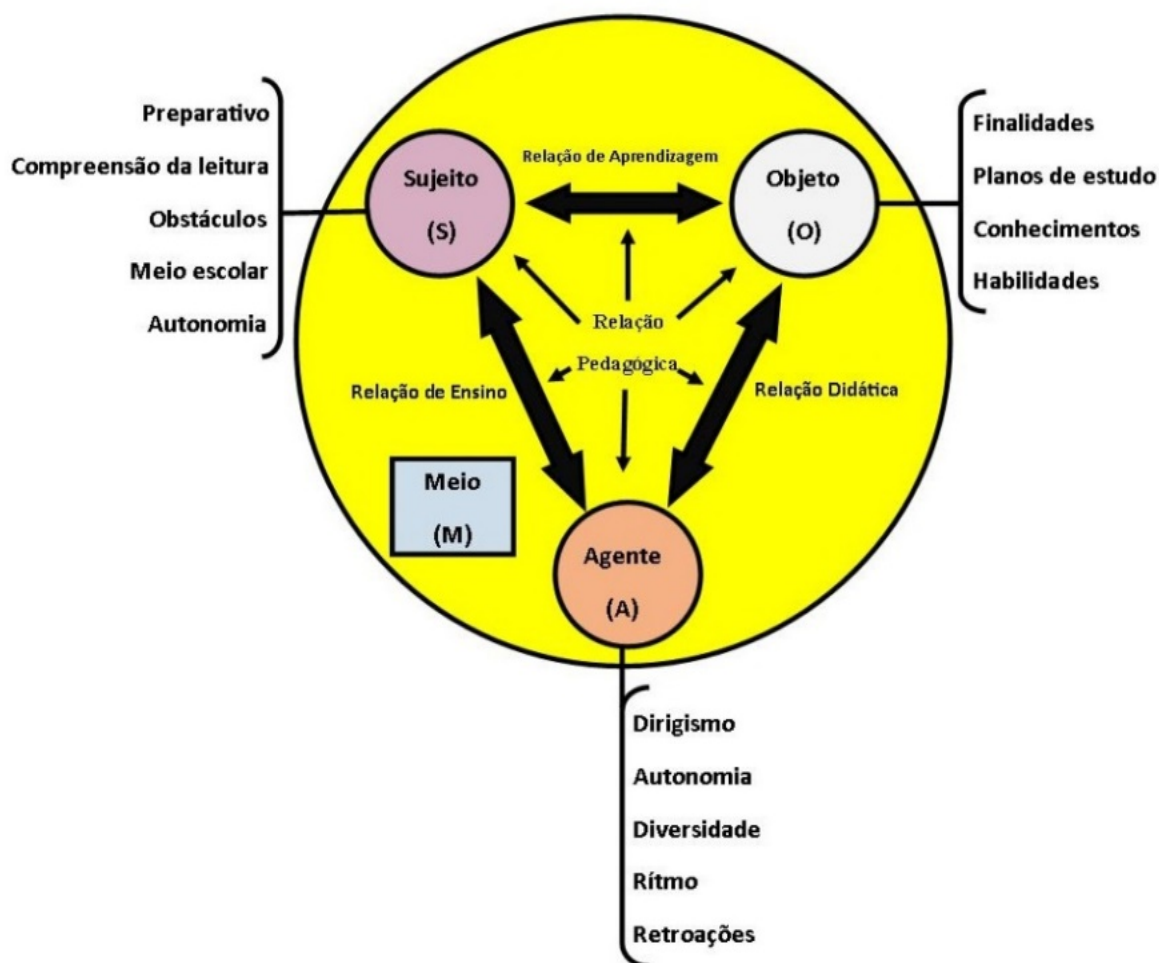 Preparativo
Compreensão da leitura
Obstáculos
Meio escolar
Autonomia
Sujeito
(S)
Relação de Aprendizagem
Objeto
(O)
Finalidades
Planos de estudo
Conhecimentos
Habilidades
Relação
Pedagógica
Relação de Ensino
Relação Didática
Meio
(M)
Agente
(A)
Dirigismo
Autonomia
Diversidade
Rítmo
Retroações